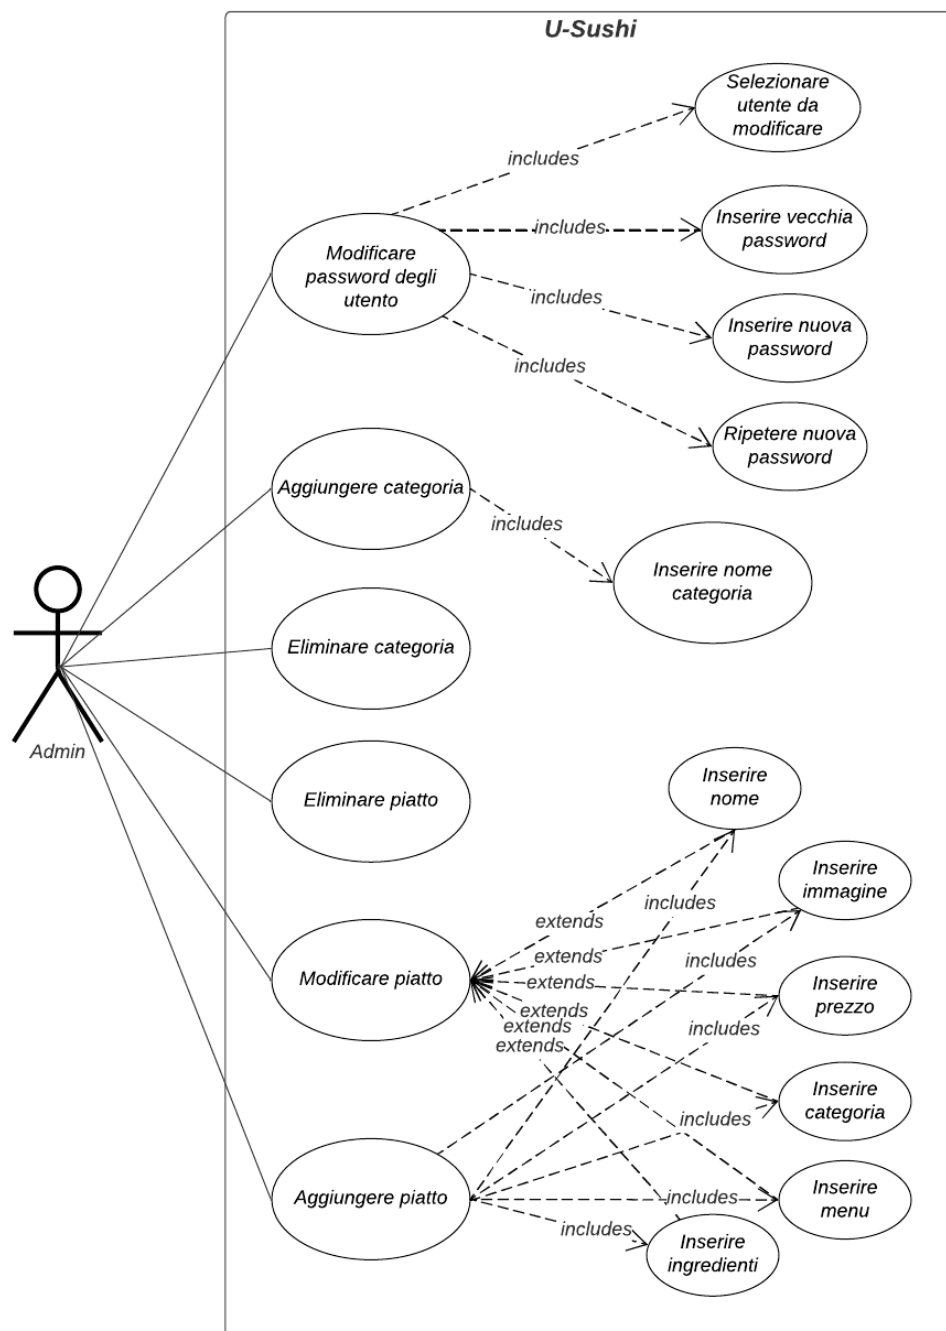 U-Sushi
Selezionare
utente da
modificare
includes
Inserire vecchia
password
includes
Modificare
password degli
utento
includes
Inserire nuova
password
includes
Ripetere nuova
password
Aggiungere categoria
includes
Inserire nome
categoria
Eliminare categoria
Admin
Eliminare piatto
Inserire
nome
Inserire
immagine
includes
extends
extends
includes
Modificare piatto
extends
Inserire
prezzo
extends
extends
includes
extends
Inserire
categoria
includes
Aggiungere piatto
includes
Inserire
menu
includes
Inserire
ingredienti